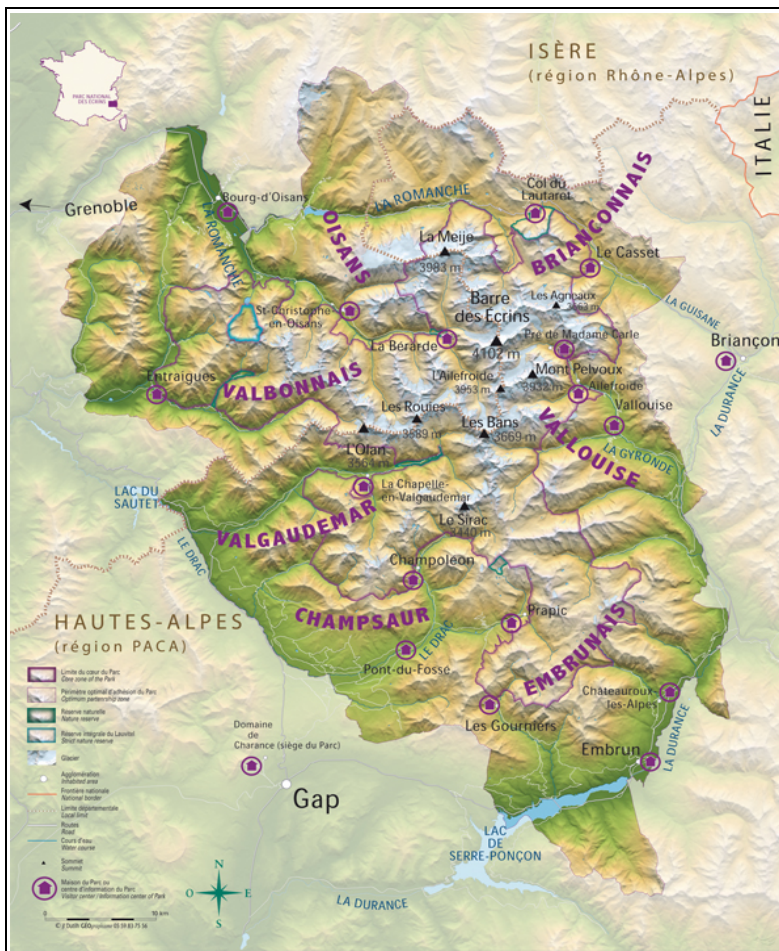 ISÈRE
(région Rhône-Alpes)
ITALIE
PARC NATIONAL
DES ECRINS
Grenoble
Bourg-d'Oisans
LA ROMANCHE
LA ROMANCHE
Col du
Lautaret
OISANS
BRIANÇONNAIS
La Meije
3983 m
Le Casset
Les Agneaux
LA GUISANE
St-Christophe-
en-Oisans
Barre
des Ecrins
4102 m
La Bérarde
Pré de Madame Carle
Briançon
Mont Pelvoux
3932 m
L'Ailefroide
3953 m
Ailefroide
Entraigues
VALBONNAIS
LA DURANCE
Vallouise
VALLOUISE
Les Rouies
3589 m
Les Bans
3669 m
L'Olan
3564 m
LA GYRONDE
LAC DU
SAUTET
La Chapelle-
en-Valgaudemar
VALGAUDEMAR
Le Sirac
3440 m
LE DRAC
Champoleon
CHAMPSAUR
Prapic
HAUTES-ALPES
(région PACA)
LE DRAC
Pont-du-Fossé
EMBRUNAIS
Châteauroux-
les-Alpes
Les Gourniers
Limite du cœur du Parc
Core zone of the Park
Périmètre optimal d'adhésion du Parc
Optimum partnership zone
Réserve naturelle
Nature reserve
Réserve intégrale du Lauvitel
Strict nature reserve
Glacier
Agglomération
Inhabited area
Frontière nationale
National border
Limite départementale
Local limit
Routes
Road
Cours d'eau
Water course
Sommet
Summit
Maison du Parc ou
centre d'information du Parc
Visitor center / Information center of Park
0
10 km
Domaine
de
Charance (siège du Parc)
Gap
Embrun
LA DURANCE
LAC
DE
SERRE-PONÇON
LA DURANCE
N
O
E
S